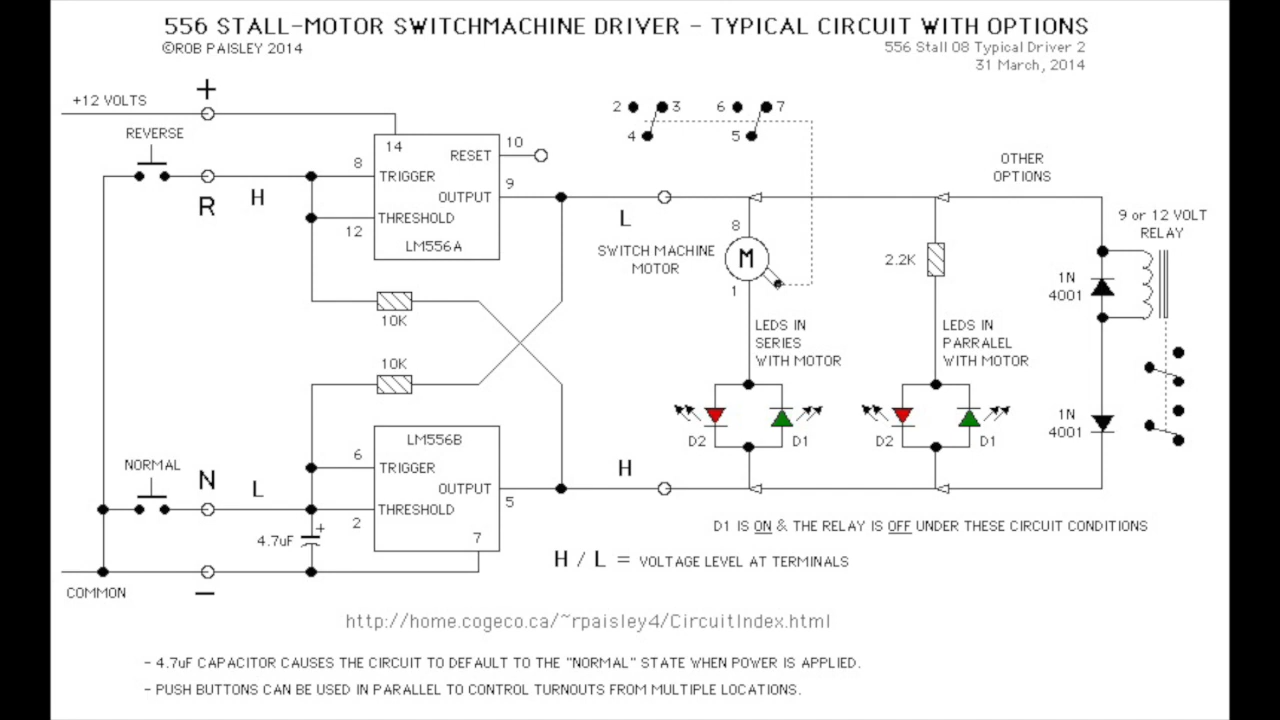 556 STALL-MOTOR SWITCHMACHINE DRIVER - TYPICAL CIRCUIT WITH OPTIONS
©ROB PAISLEY 2014
556 Stall 08 Typical Driver 2
31 March, 2014
+
+12 VOLTS
2 3 6 7
4 5
REVERSE
14
10
RESET
8
TRIGGER
9
OUTPUT
R
H
THRESHOLD
12
LM556A
L
OTHER
OPTIONS
9 or 12 VOLT
RELAY
8
SWITCH MACHINE
MOTOR
M
1
2.2K
1N
4001
10K
LEDS IN
SERIES
WITH MOTOR
LEDS IN
PARRALEL
WITH MOTOR
10K
D2 D1
D2 D1
1N
4001
LM556B
NORMAL
N
L
6
TRIGGER
H
OUTPUT
5
THRESHOLD
2
4.7uF
+
7
D1 IS ON & THE RELAY IS OFF UNDER THESE CIRCUIT CONDITIONS
H / L = VOLTAGE LEVEL AT TERMINALS
COMMON
−
http://home.cogeco.ca/~rpaisley4/CircuitIndex.html
- 4.7uF CAPACITOR CAUSES THE CIRCUIT TO DEFAULT TO THE "NORMAL" STATE WHEN POWER IS APPLIED.
- PUSH BUTTONS CAN BE USED IN PARALLEL TO CONTROL TURNOUTS FROM MULTIPLE LOCATIONS.